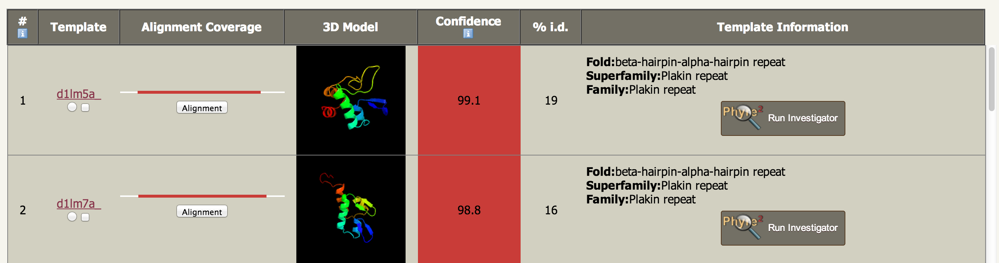 #
Template
Alignment Coverage
3D Model
Confidence
% i.d.
Template Information
1
d1lm5a_
Alignment
99.1
19
Fold:beta-hairpin-alpha-hairpin repeat
Superfamily:Plakin repeat
Family:Plakin repeat
Phyre2 Run Investigator
2
d1lm7a_
Alignment
98.8
16
Fold:beta-hairpin-alpha-hairpin repeat
Superfamily:Plakin repeat
Family:Plakin repeat
Phyre2 Run Investigator